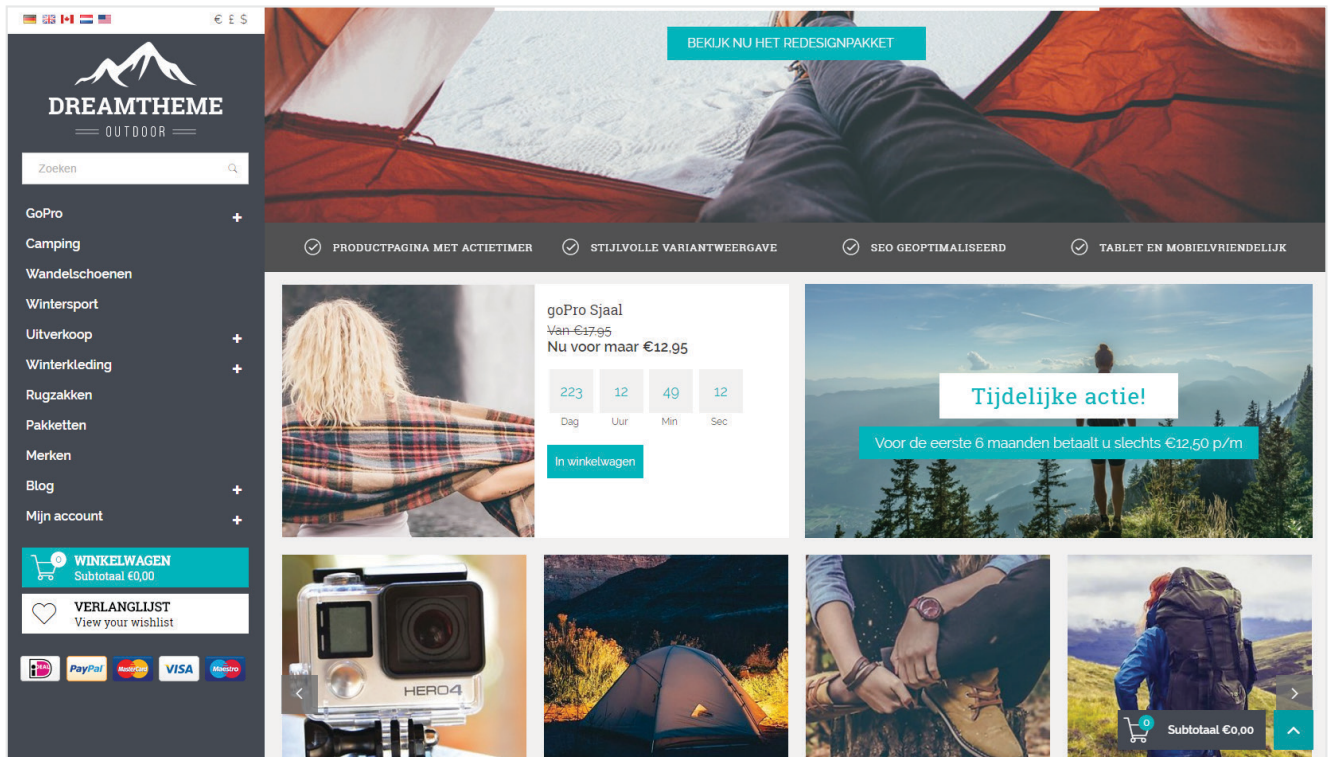 € £ $
DREAMTHEME
OUTDOOR
Zoeken
GoPro
Camping
Wandelschoenen
Wintersport
Uitverkoop
Winterkleding
Rugzakken
Pakketten
Merken
Blog
Mijn account
0
WINKELWAGEN
Subtotaal €0,00
VERLANGLIJST
View your wishlist
iDEAL PayPal MasterCard VISA Maestro
BEKIJK NU HET REDESIGNPAKKET
PRODUCTPAGINA MET ACTIETIMER STIJLVOLLE VARIANTWEERGAVE SEO GEOPTIMALISEERD TABLET EN MOBIELVRIENDELIJK
goPro Sjaal
Van €17,95
Nu voor maar €12,95
223 12 49 12
Dag Uur Min Sec
In winkelwagen
Tijdelijke actie!
Voor de eerste 6 maanden betaalt u slechts €12,50 p/m
HERO4
0
Subtotaal €0,00